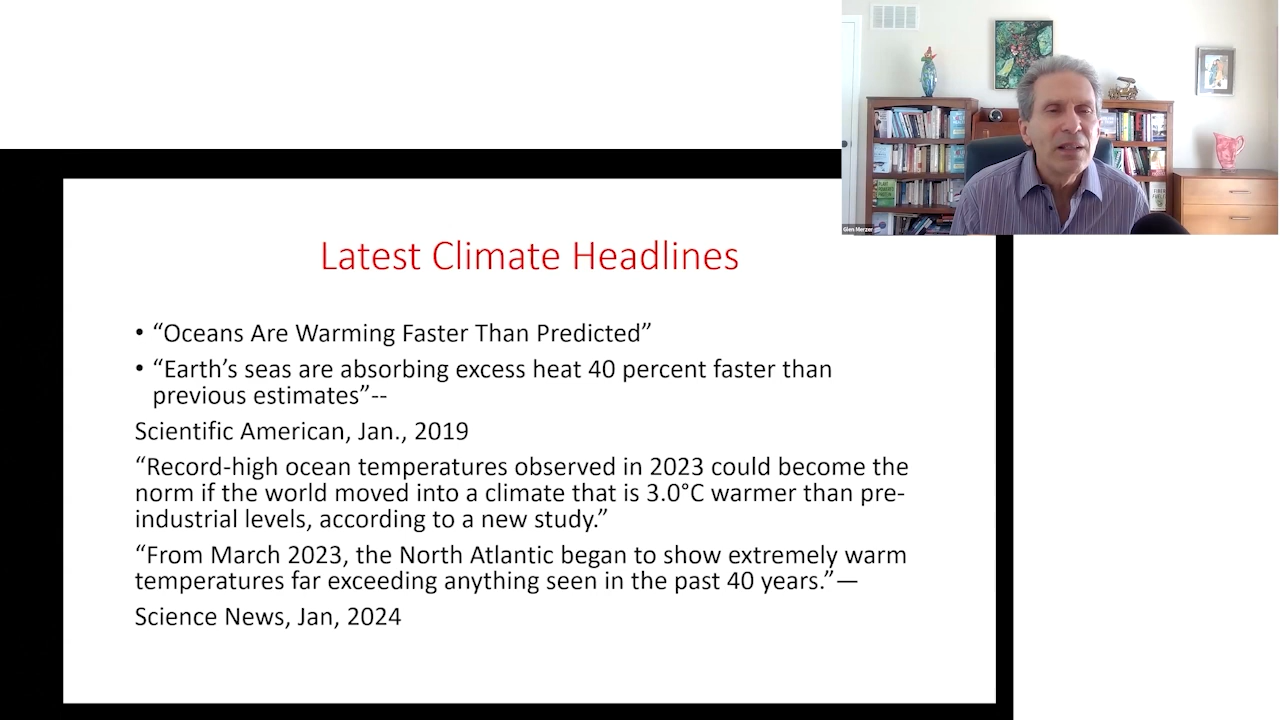 Glen Merzer
Latest Climate Headlines
• “Oceans Are Warming Faster Than Predicted”
• “Earth’s seas are absorbing excess heat 40 percent faster than
previous estimates”--
Scientific American, Jan., 2019
“Record-high ocean temperatures observed in 2023 could become the
norm if the world moved into a climate that is 3.0°C warmer than pre-
industrial levels, according to a new study.”
“From March 2023, the North Atlantic began to show extremely warm
temperatures far exceeding anything seen in the past 40 years.”—
Science News, Jan, 2024